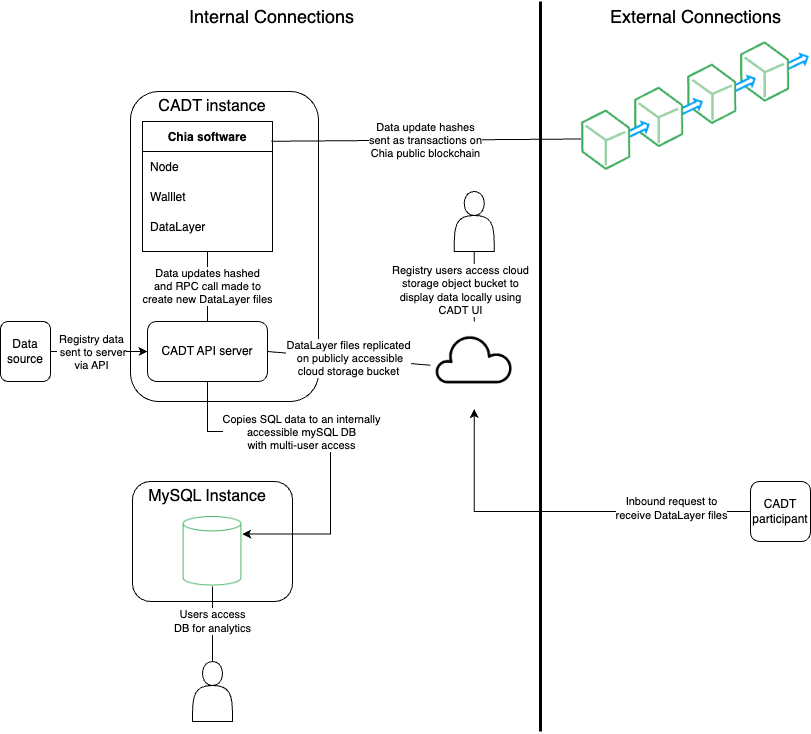 Internal Connections
External Connections
CADT instance
Chia software
Node
Walllet
DataLayer
Data update hashes
sent as transactions on
Chia public blockchain
Data updates hashed
and RPC call made to
create new DataLayer files
Registry users access cloud
storage object bucket to
display data locally using
CADT UI
Data
source
Registry data
sent to server
via API
CADT API server
DataLayer files replicated
on publicly accessible
cloud storage bucket
Copies SQL data to an internally
accessible mySQL DB
with multi-user access
MySQL Instance
Inbound request to
receive DataLayer files
CADT
participant
Users access
DB for analytics